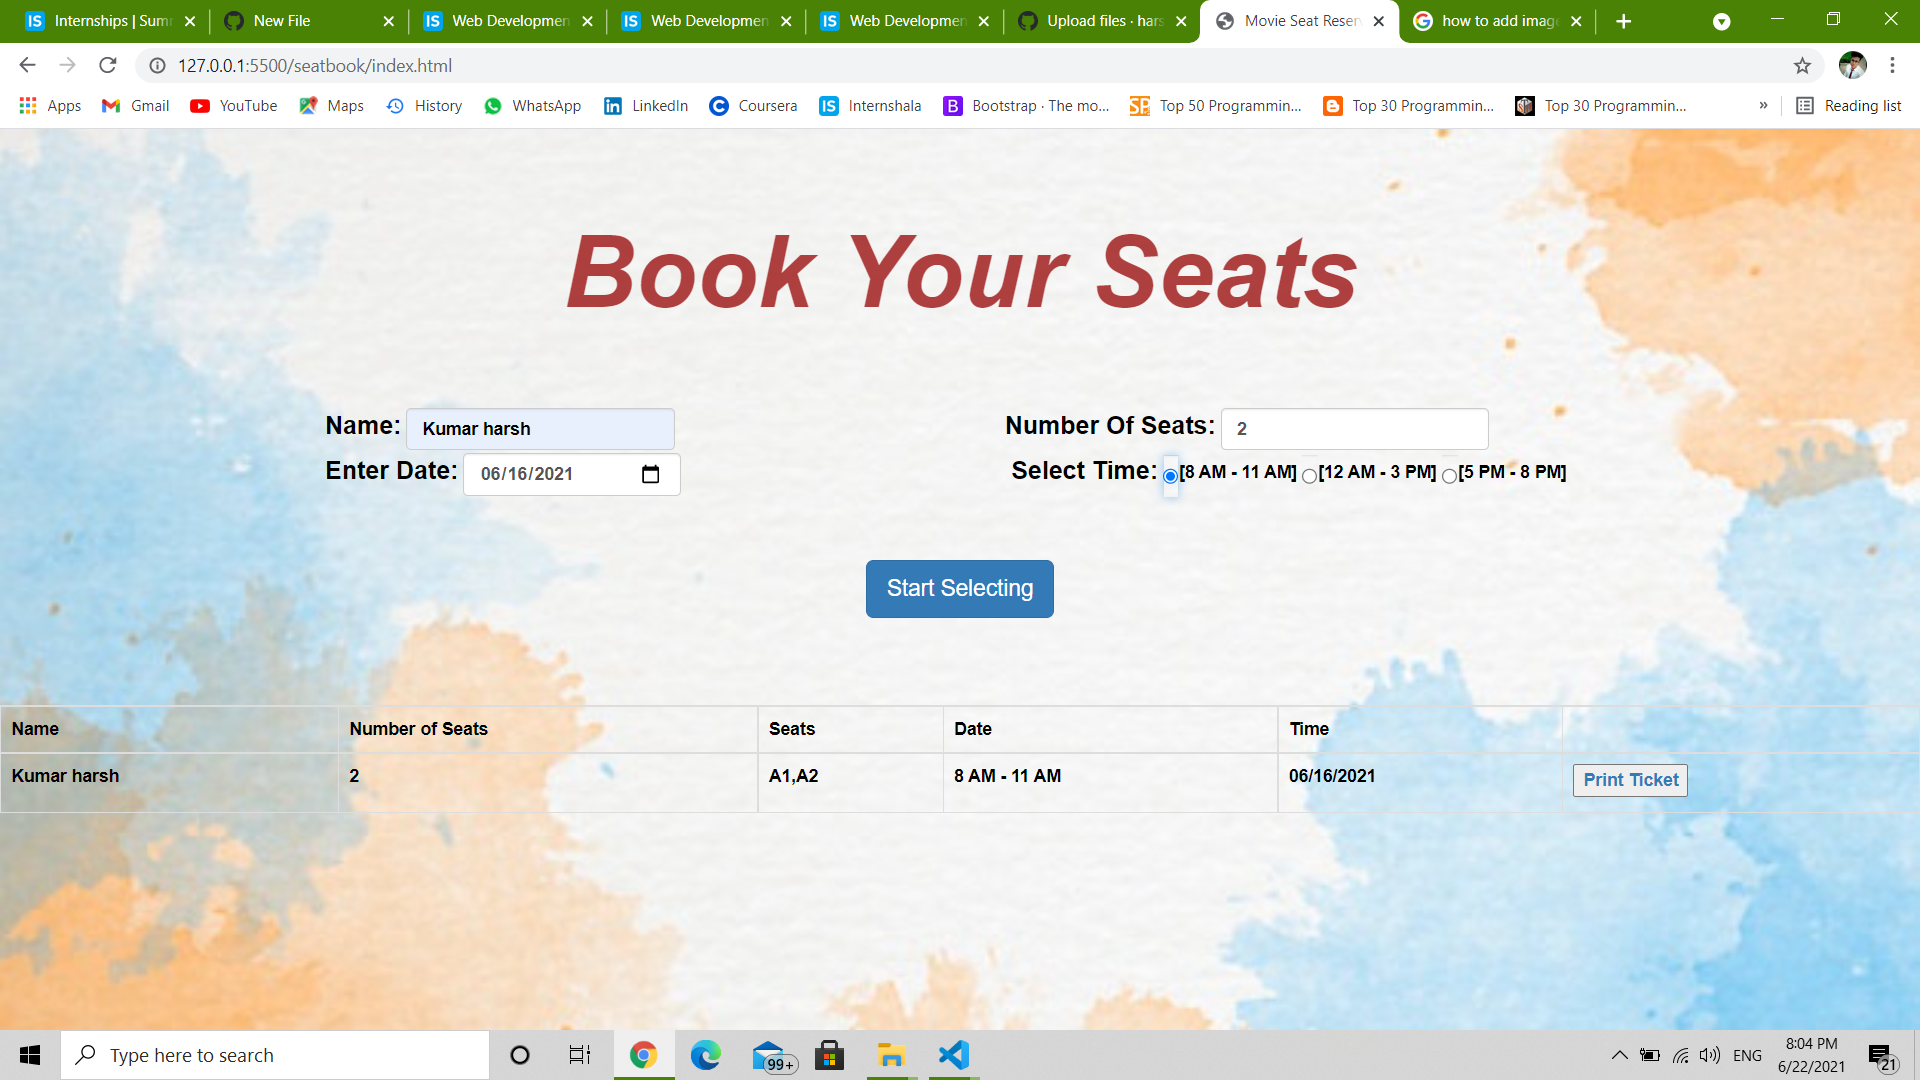 Internships | Sum
New File
Web Developmen
Web Developmen
Web Developmen
Upload files · hars
Movie Seat Reser
how to add image
127.0.0.1:5500/seatbook/index.html
Apps
Gmail
YouTube
Maps
History
WhatsApp
LinkedIn
Coursera
Internshala
Bootstrap · The mo...
Top 50 Programmin...
Top 30 Programmin...
Top 30 Programmin...
»
Reading list
Book Your Seats
Name: Kumar harsh
Number Of Seats: 2
Enter Date: 06/16/2021
Select Time: [8 AM - 11 AM] [12 AM - 3 PM] [5 PM - 8 PM]
Start Selecting
Name Number of Seats Seats Date Time
Kumar harsh 2 A1,A2 8 AM - 11 AM 06/16/2021 Print Ticket
Type here to search
99+
ENG
8:04 PM
6/22/2021
21